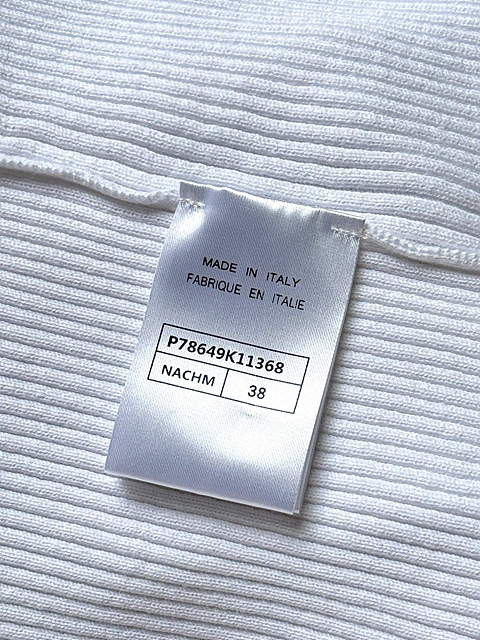 MADE IN ITALY
FABRIQUE EN ITALIE
P78649K11368
NACHM 38